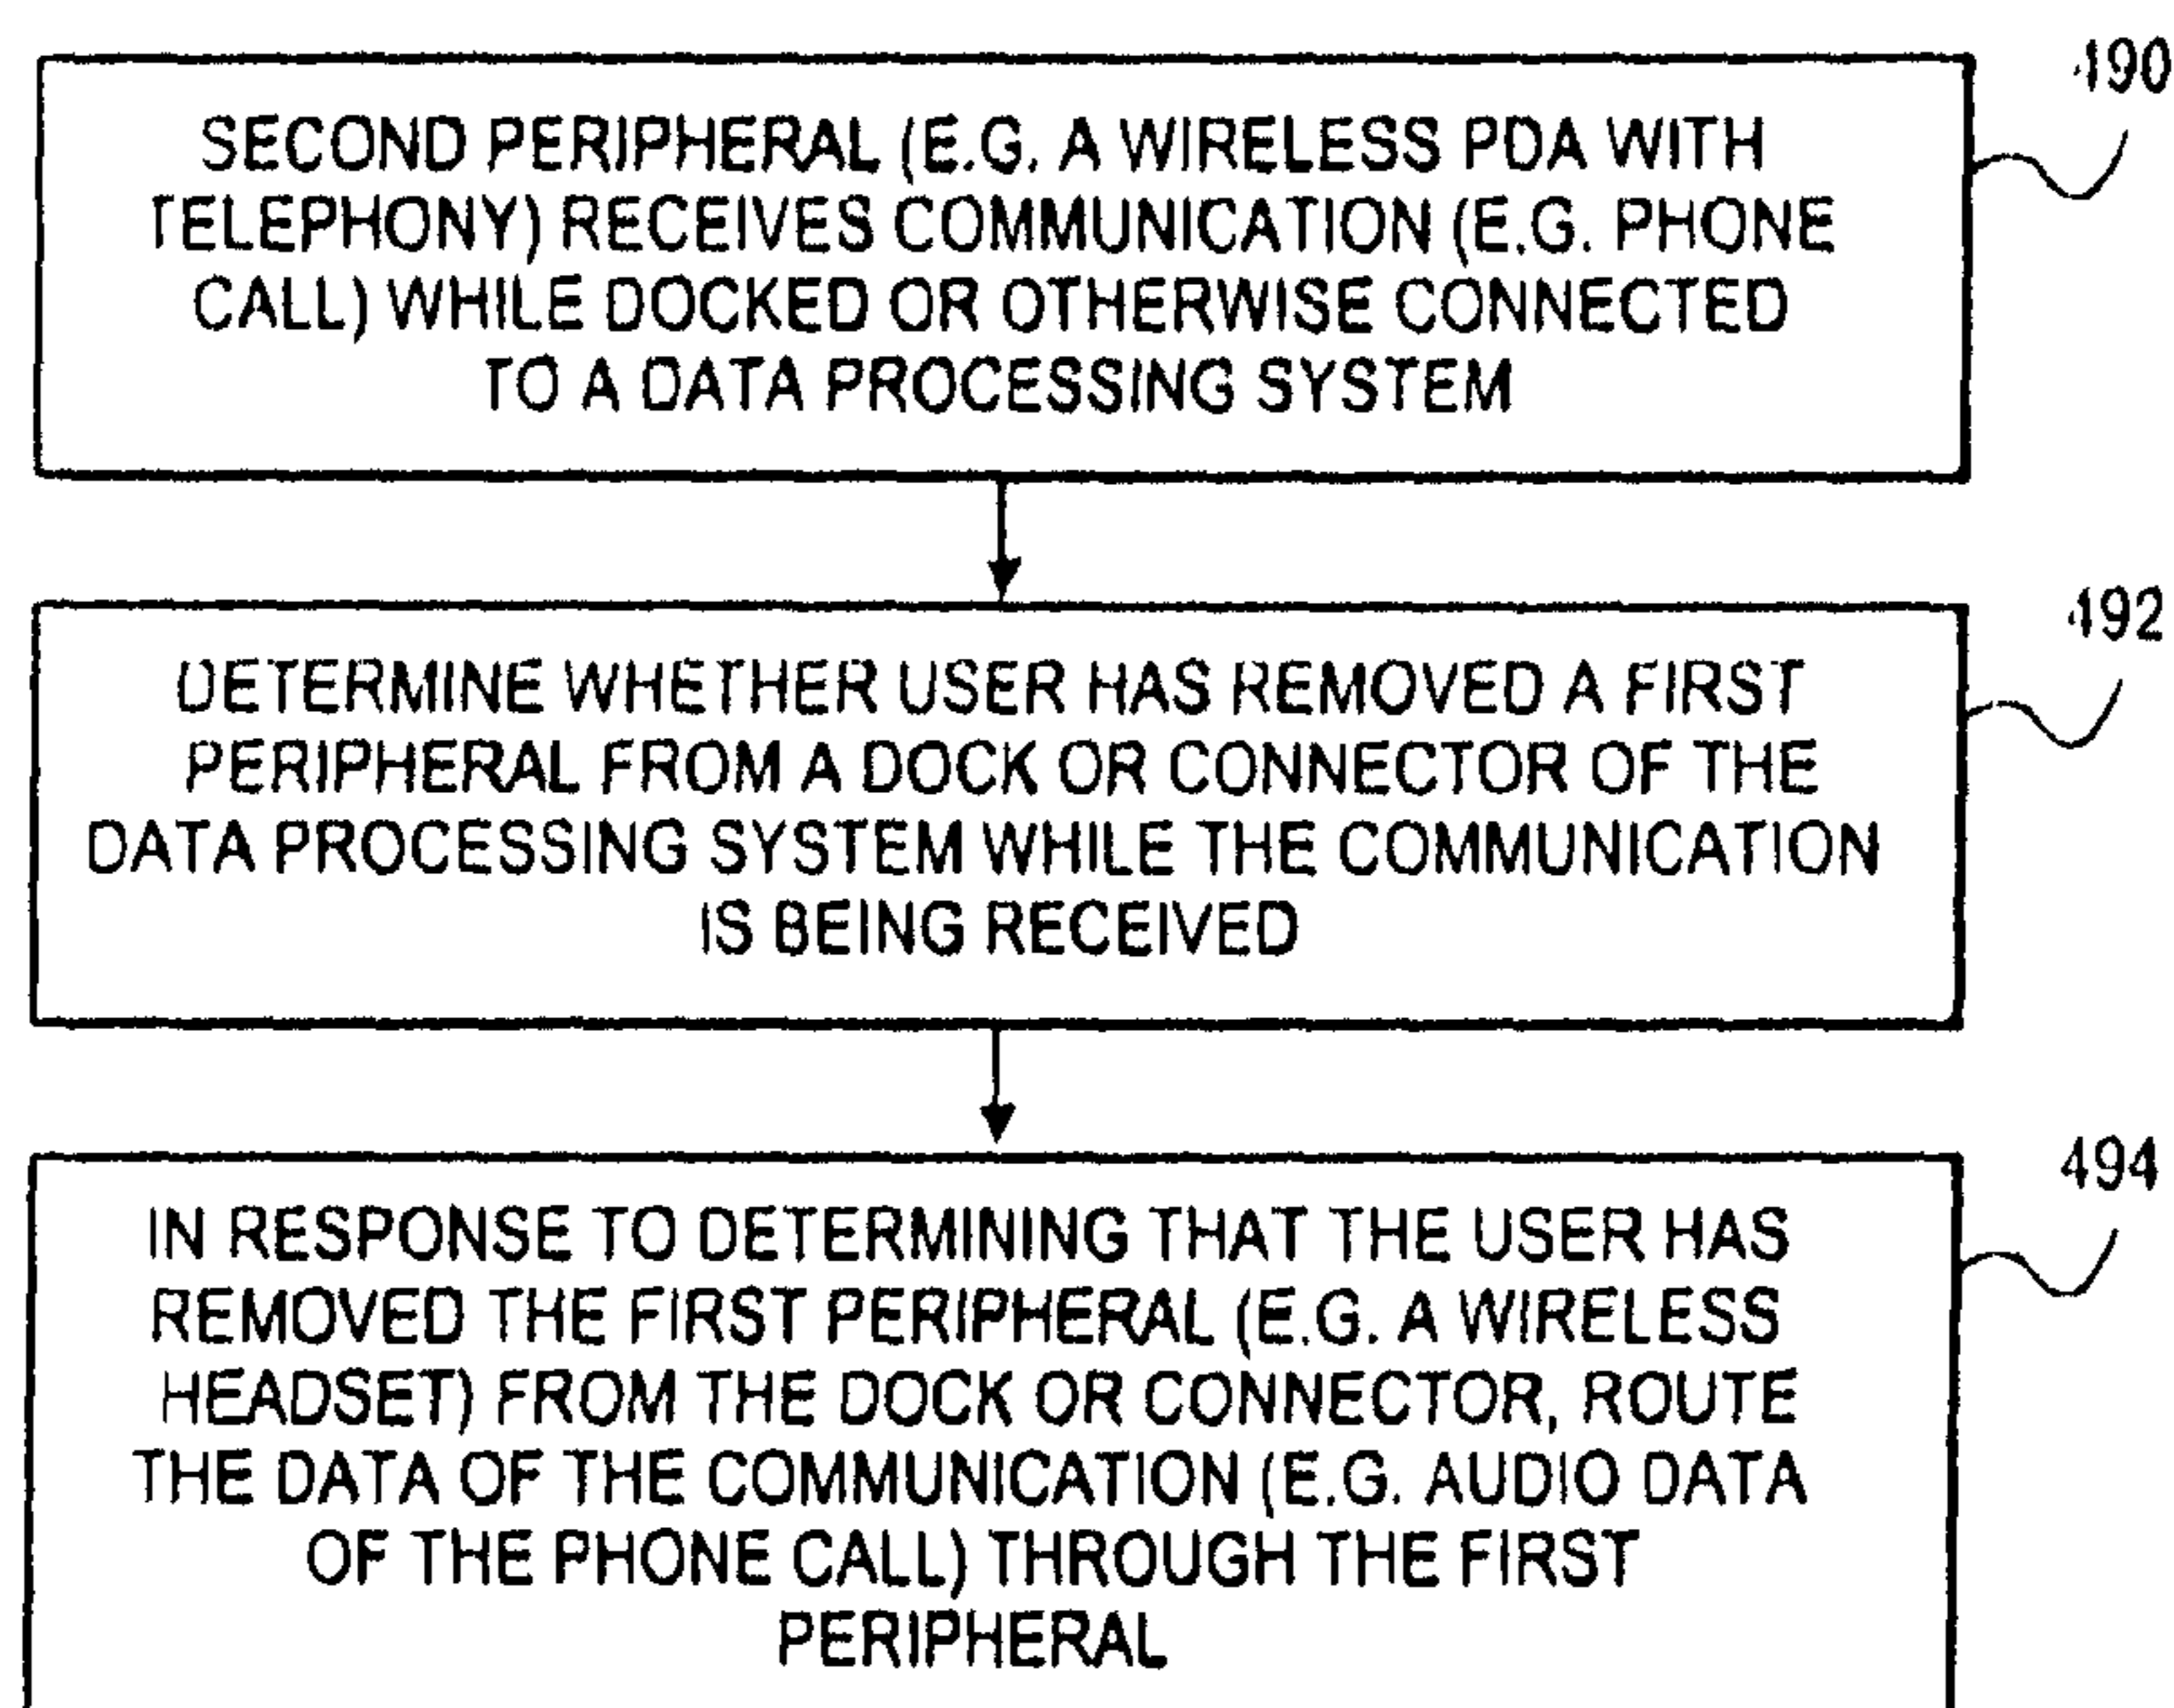 490
SECOND PERIPHERAL (E.G. A WIRELESS PDA WITH
TELEPHONY) RECEIVES COMMUNICATION (E.G. PHONE
CALL) WHILE DOCKED OR OTHERWISE CONNECTED
TO A DATA PROCESSING SYSTEM
492
DETERMINE WHETHER USER HAS REMOVED A FIRST
PERIPHERAL FROM A DOCK OR CONNECTOR OF THE
DATA PROCESSING SYSTEM WHILE THE COMMUNICATION
IS BEING RECEIVED
494
IN RESPONSE TO DETERMINING THAT THE USER HAS
REMOVED THE FIRST PERIPHERAL (E.G. A WIRELESS
HEADSET) FROM THE DOCK OR CONNECTOR, ROUTE
THE DATA OF THE COMMUNICATION (E.G. AUDIO DATA
OF THE PHONE CALL) THROUGH THE FIRST
PERIPHERAL